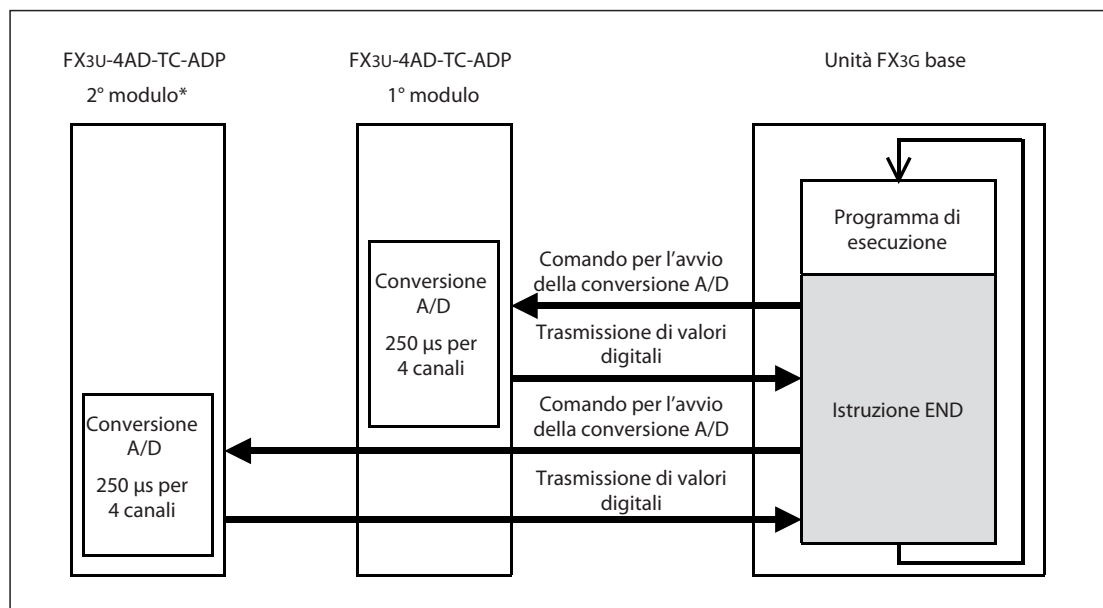 FX3U-4AD-TC-ADP
2° modulo*
FX3U-4AD-TC-ADP
1° modulo
Unità FX3G base
Programma di
esecuzione
Istruzione END
Conversione
A/D
250 µs per
4 canali
Comando per l'avvio
della conversione A/D
Trasmissione di valori
digitali
Conversione
A/D
250 µs per
4 canali
Comando per l'avvio
della conversione A/D
Trasmissione di valori
digitali